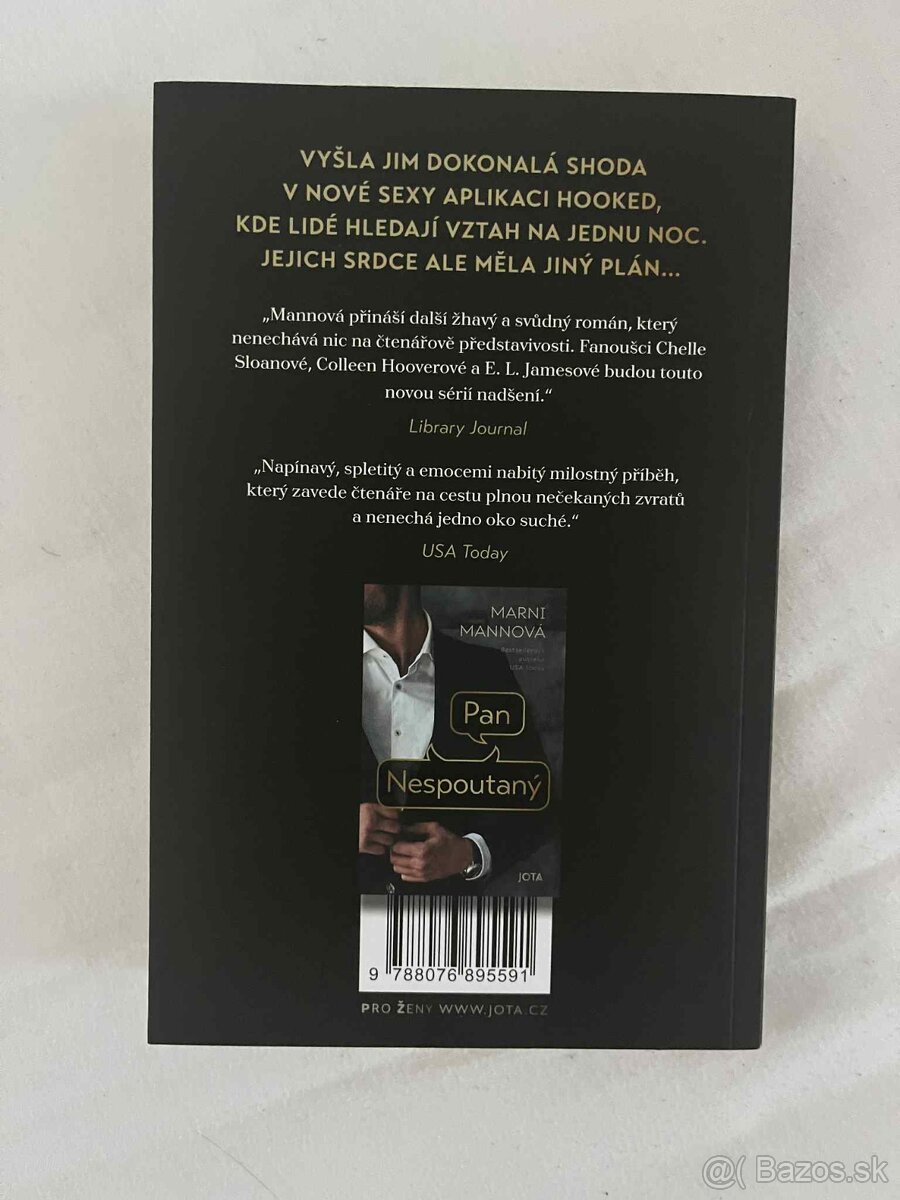 VYŠLA JIM DOKONALÁ SHODA
V NOVÉ SEXY APLIKACI HOOKED,
KDE LIDÉ HLEDAJÍ VZTAH NA JEDNU NOC.
JEJICH SRDCE ALE MĚLA JINÝ PLÁN...
„Mannová přináší další žhavý a svůdný román, který
nenechává nic na čtenářově představivosti. Fanoušci Chelle
Sloanové, Colleen Hooverové a E. L. Jamesové budou touto
novou sérií nadšení.“
Library Journal
„Napínavý, spletitý a emocemi nabitý milostný příběh,
který zavede čtenáře na cestu plnou nečekaných zvratů
a nenechá jedno oko suché.“
USA Today
MARNI
MANNOVÁ
Bestsellerová
autorka
USA Today
Pan
Nespoutaný
JOTA
9 788076 895591
PRO ŽENY WWW.JOTA.CZ
@( Bazos.sk